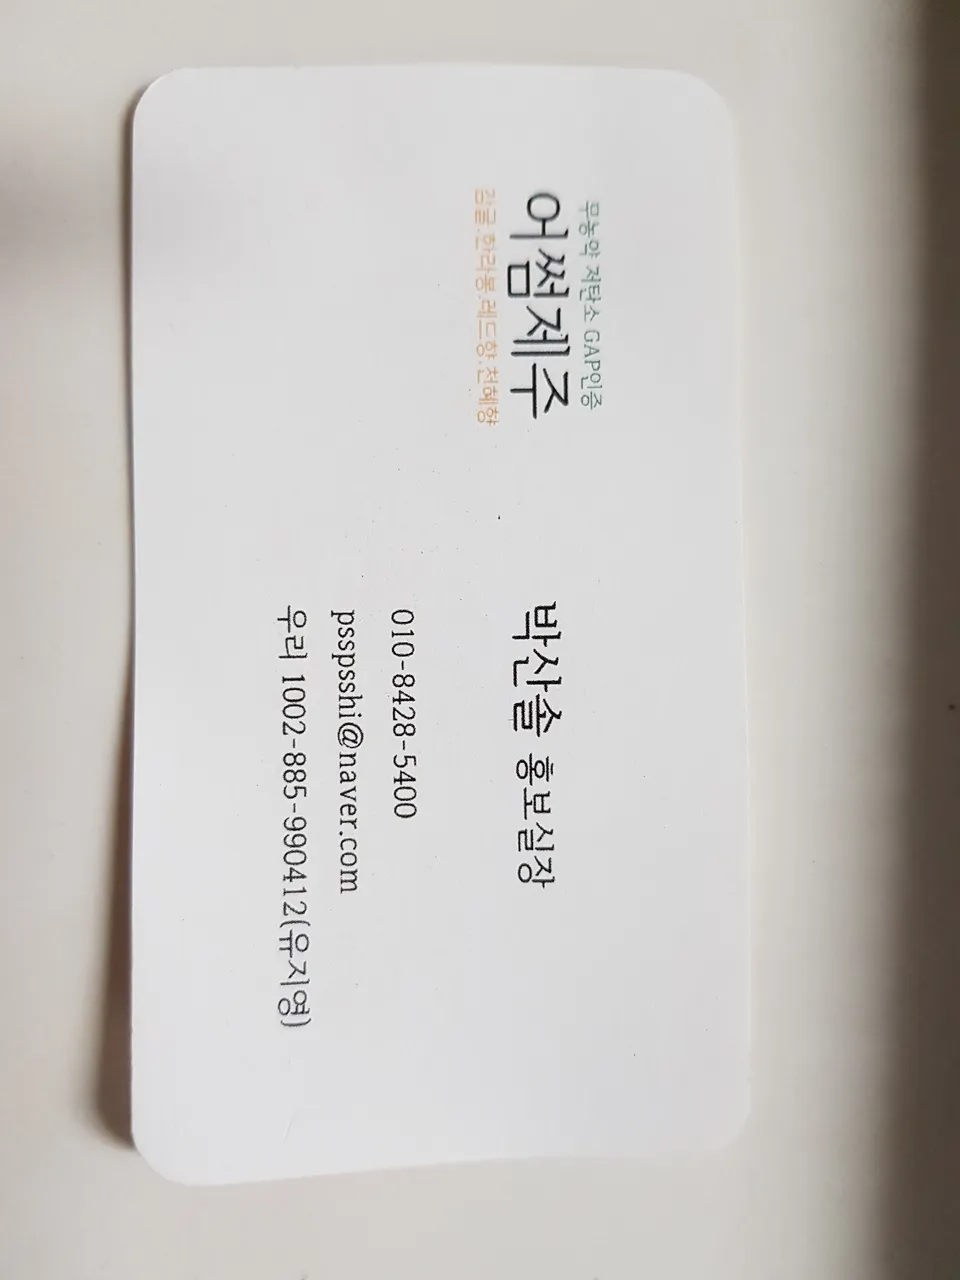 무농약 저탄소 GAP인증
어썸제주
감귤.한라봉.레드향.천혜향
박산솔 홍보실장
010-8428-5400
psspsshi@naver.com
우리 1002-885-990412(유지영)